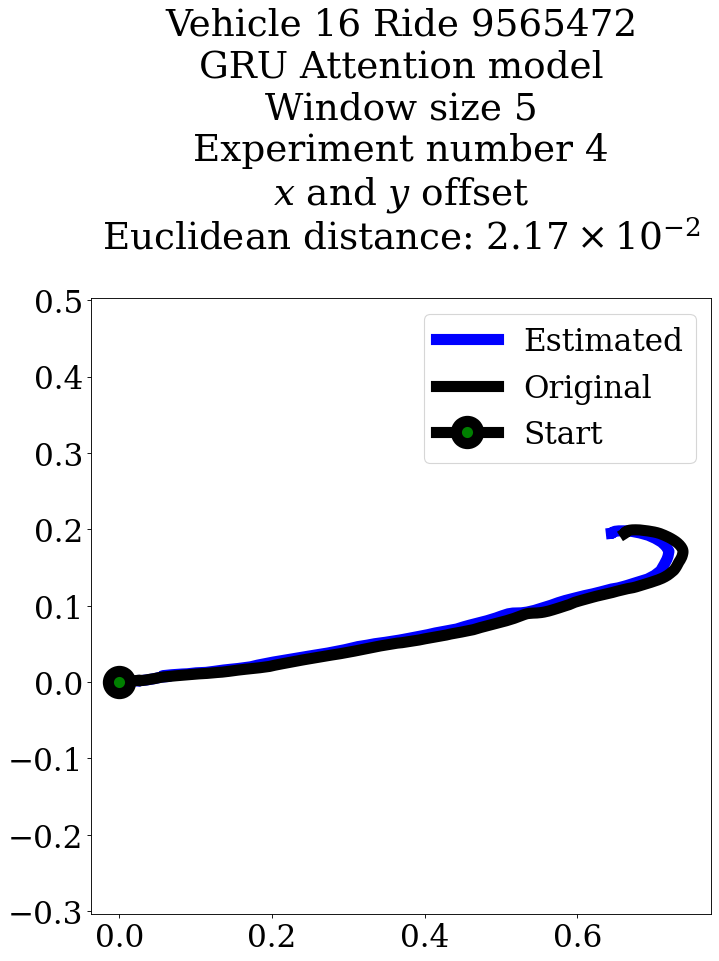 Vehicle 16 Ride 9565472
GRU Attention model
Window size 5
Experiment number 4
x and y offset
Euclidean distance: 2.17 × 10⁻²
0.5
Estimated
0.4
Original
0.3
Start
0.2
0.1
0.0
−0.1
−0.2
−0.3
0.0 0.2 0.4 0.6